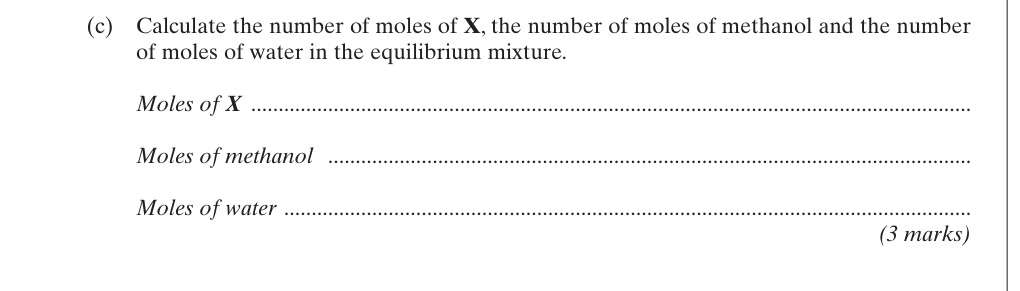 (c) Calculate the number of moles of X, the number of moles of methanol and the number
of moles of water in the equilibrium mixture.
Moles of X ....................................................................................................................................
Moles of methanol ......................................................................................................................
Moles of water ..............................................................................................................................
(3 marks)